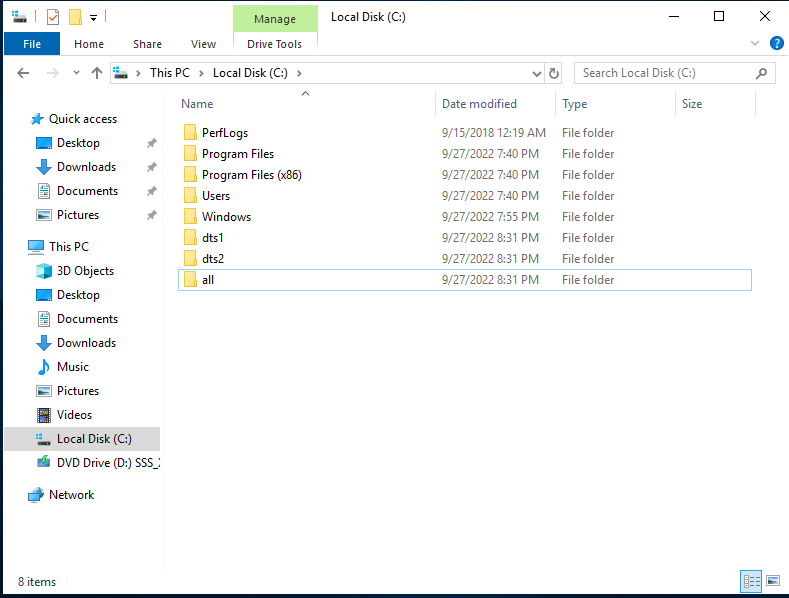 Manage
Local Disk (C:)
File
Home
Share
View
Drive Tools
This PC
Local Disk (C:)
Search Local Disk (C:)
Name
Date modified
Type
Size
Quick access
Desktop
Downloads
Documents
Pictures
This PC
3D Objects
Desktop
Documents
Downloads
Music
Pictures
Videos
Local Disk (C:)
DVD Drive (D:) SSS_
Network
PerfLogs 9/15/2018 12:19 AM File folder
Program Files 9/27/2022 7:40 PM File folder
Program Files (x86) 9/27/2022 7:40 PM File folder
Users 9/27/2022 7:40 PM File folder
Windows 9/27/2022 7:55 PM File folder
dts1 9/27/2022 8:31 PM File folder
dts2 9/27/2022 8:31 PM File folder
all 9/27/2022 8:31 PM File folder
8 items